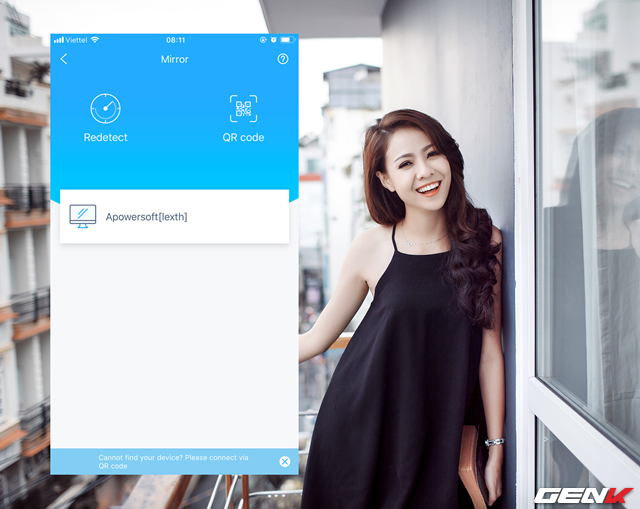 Viettel
08:11
Mirror
Redetect
QR code
Apowersoft[lexth]
Cannot find your device? Please connect via
QR code
GENK